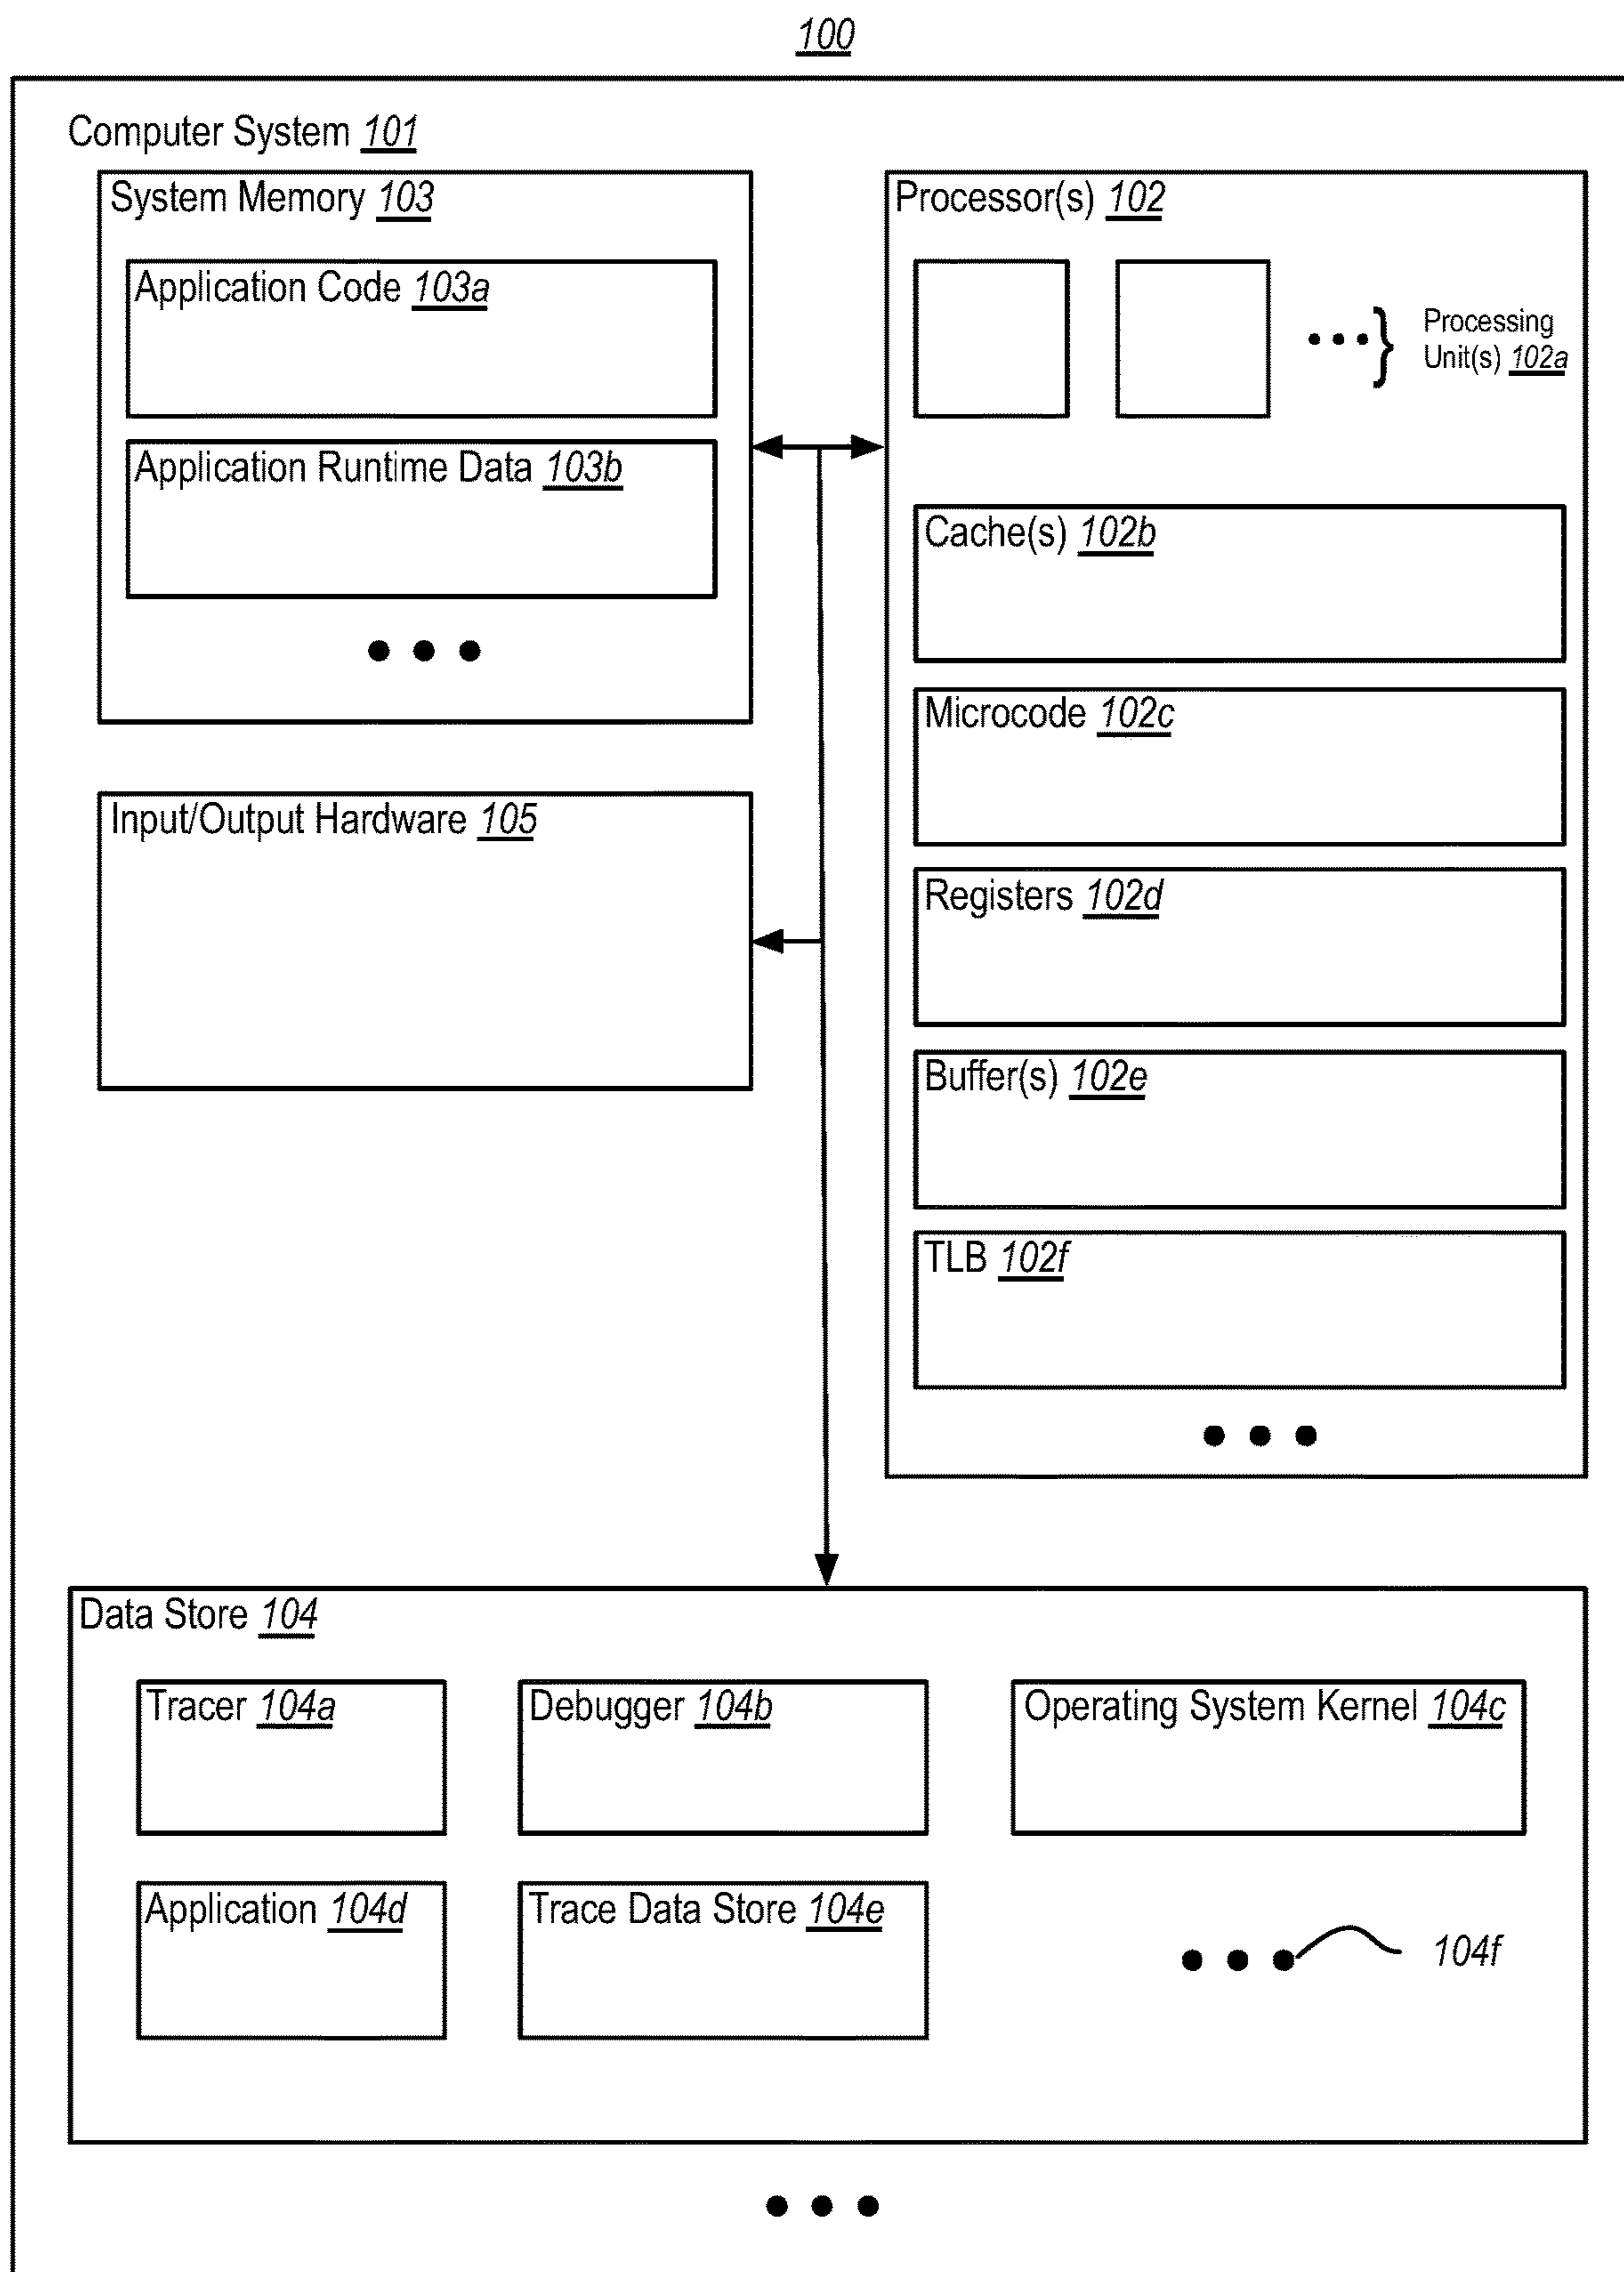 100
Computer System 101
System Memory 103
Application Code 103a
Application Runtime Data 103b
Input/Output Hardware 105
Processor(s) 102
Processing
Unit(s) 102a
Cache(s) 102b
Microcode 102c
Registers 102d
Buffer(s) 102e
TLB 102f
Data Store 104
Tracer 104a
Debugger 104b
Operating System Kernel 104c
Application 104d
Trace Data Store 104e
104f